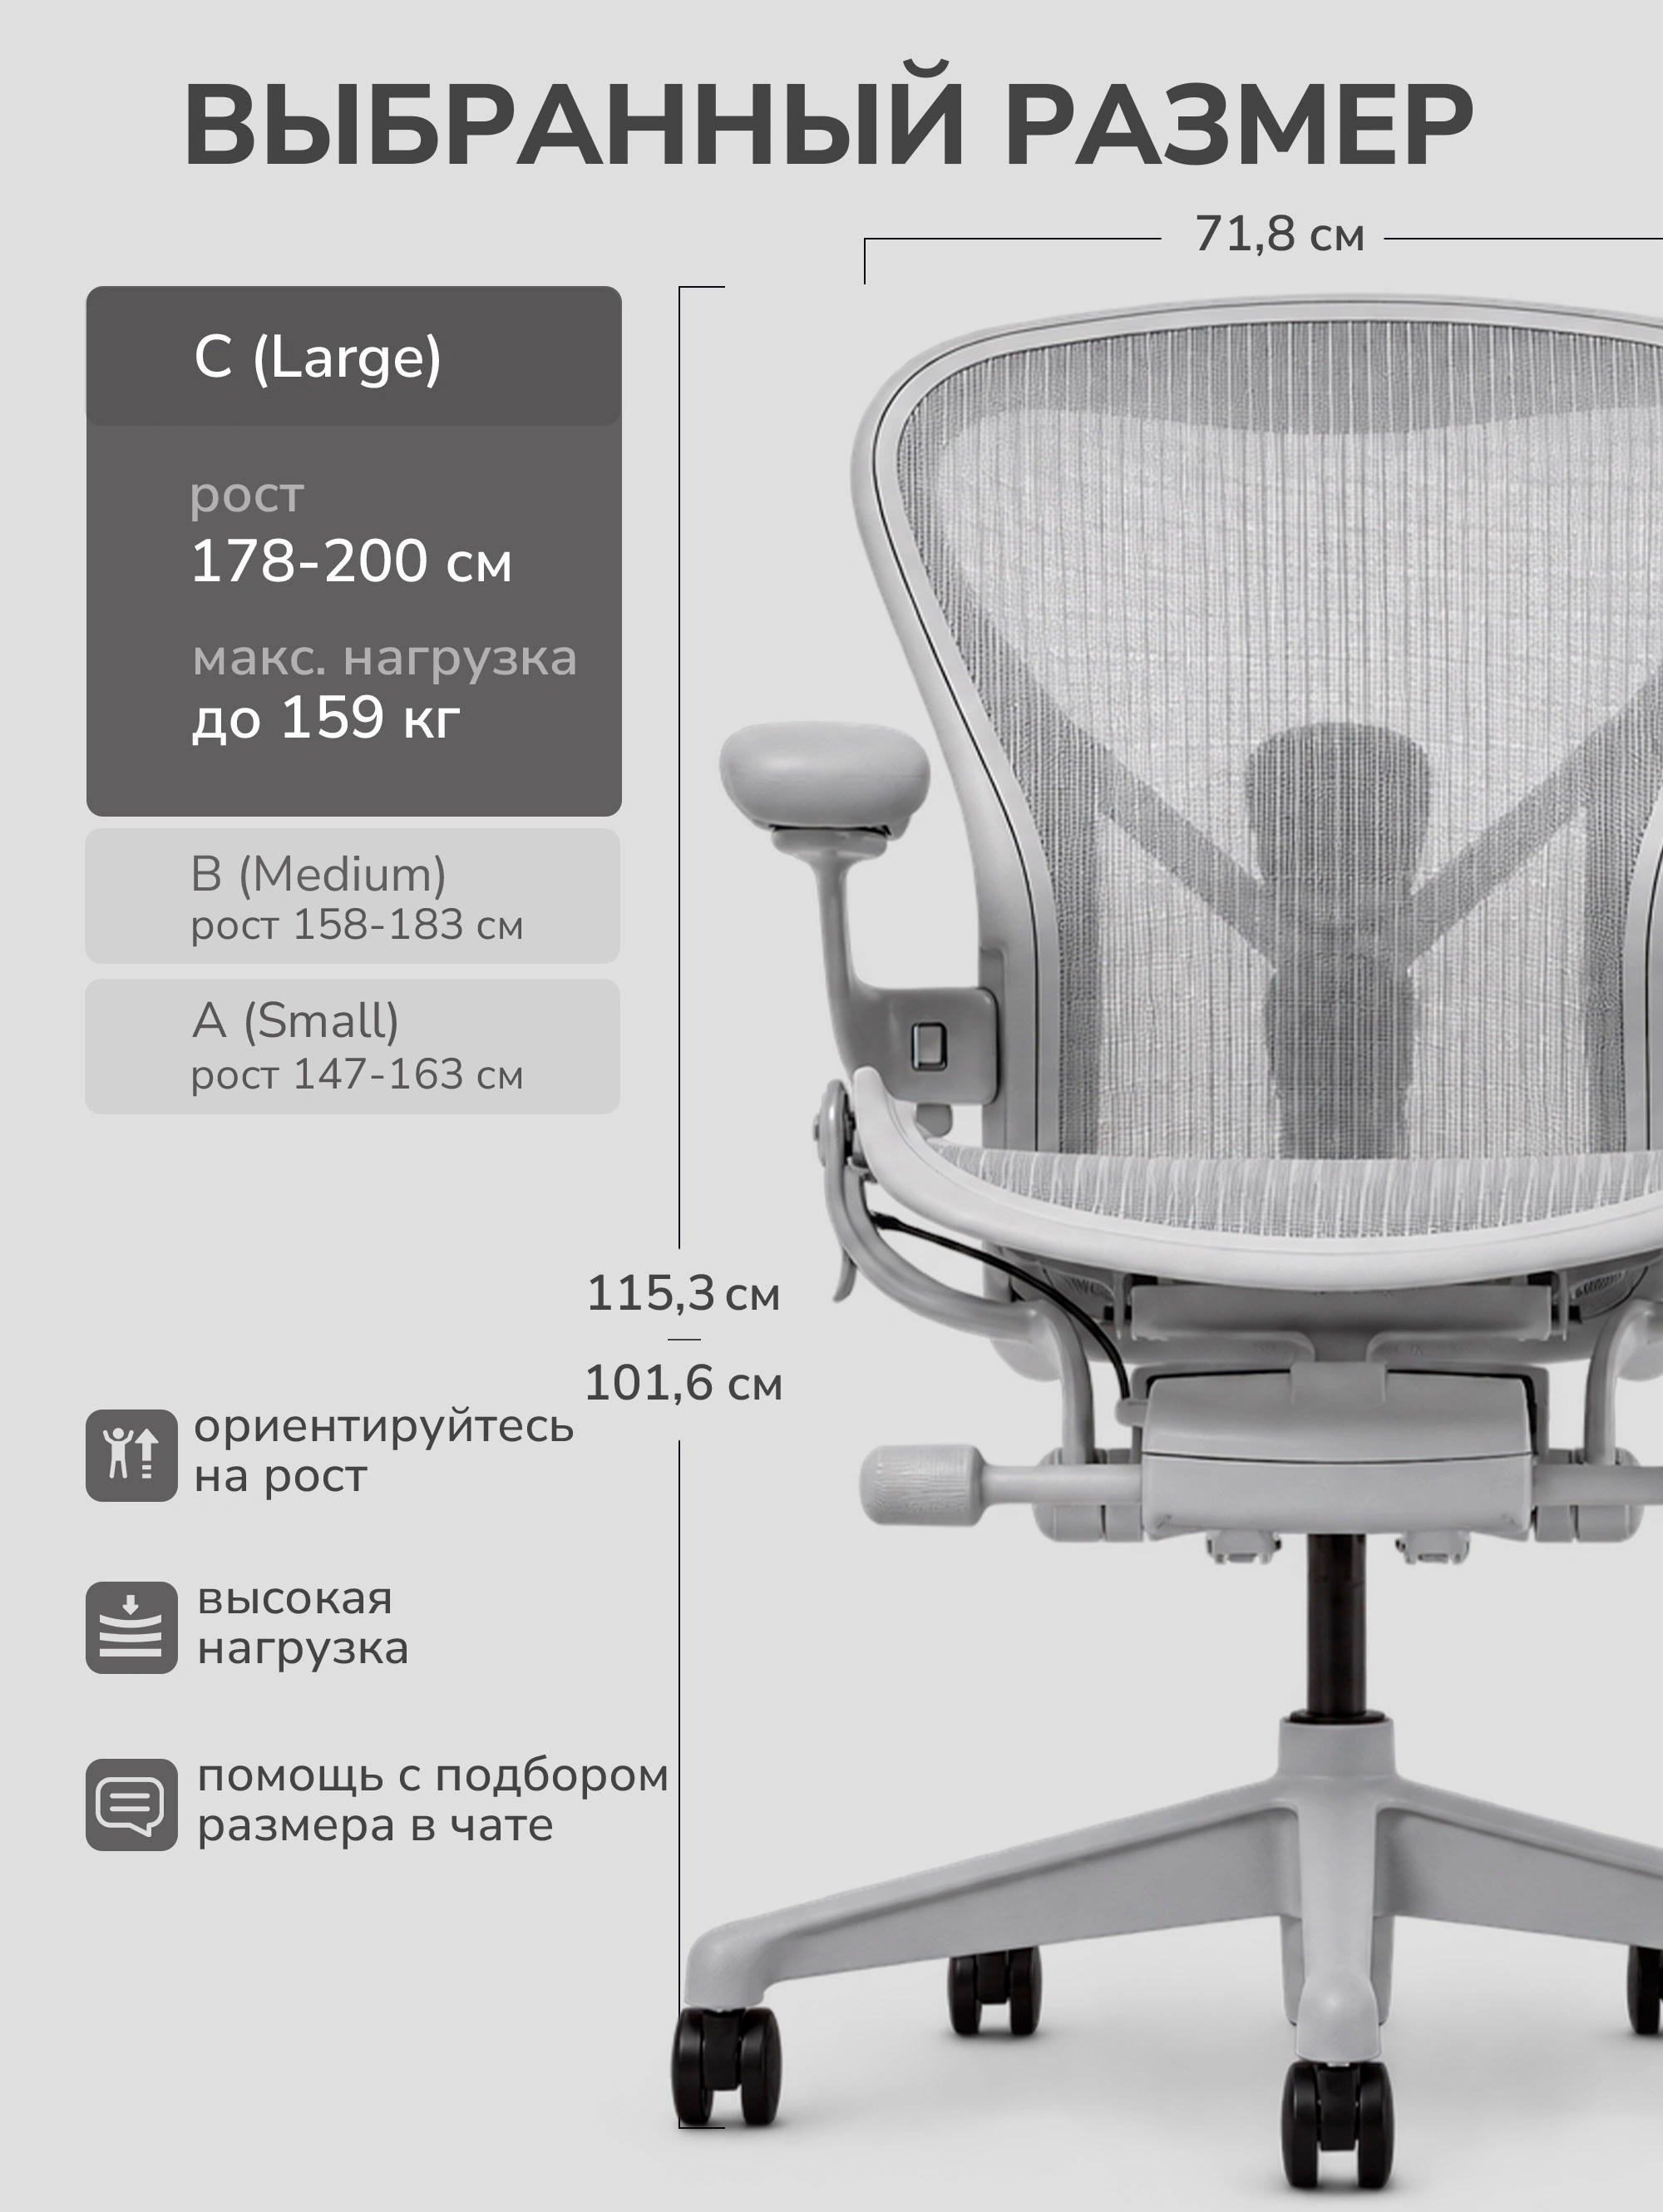 ВЫБРАННЫЙ РАЗМЕР
71,8 см
C (Large)
рост
178-200 см
макс. нагрузка
до 159 кг
B (Medium)
рост 158-183 см
A (Small)
рост 147-163 см
115,3 см
—
101,6 см
ориентируйтесь
на рост
высокая
нагрузка
помощь с подбором
размера в чате